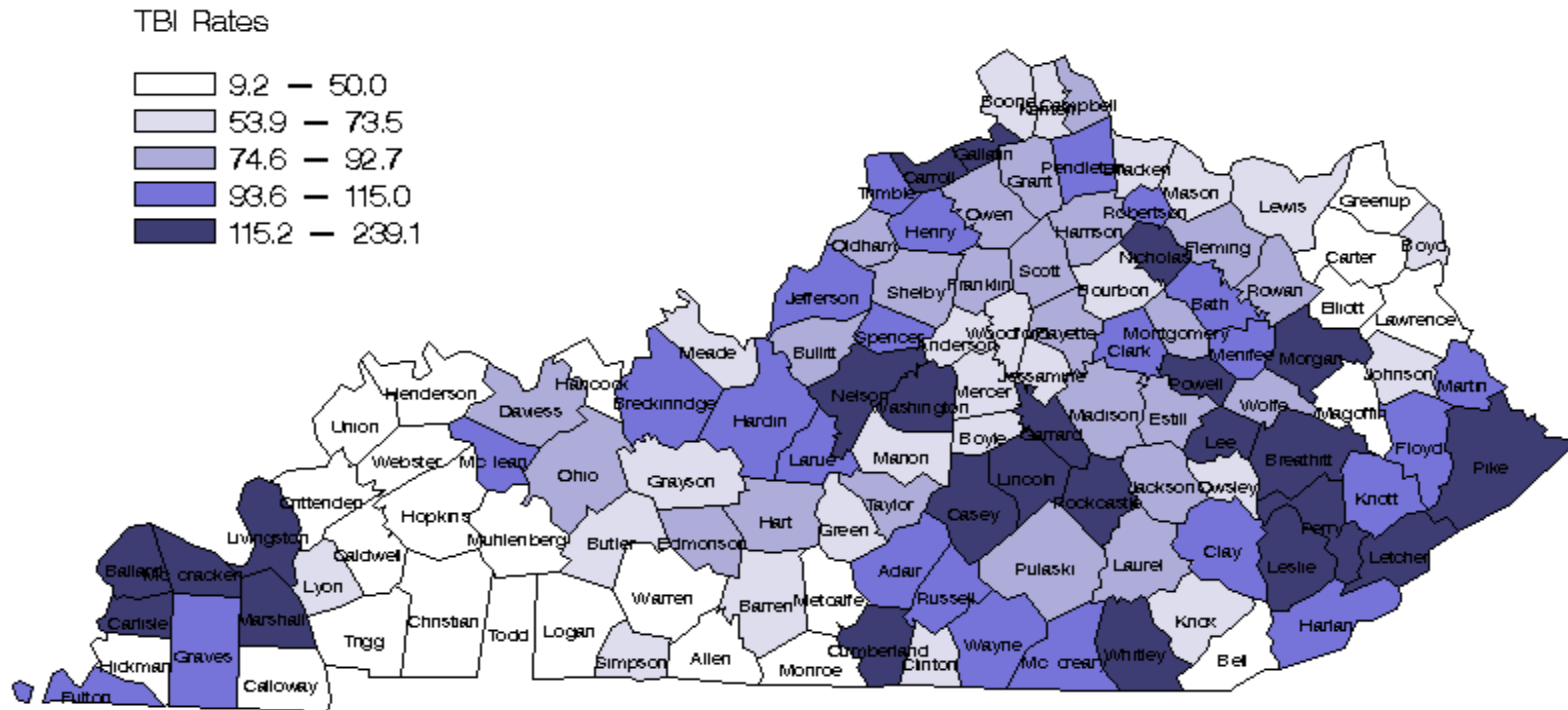 TBI Rates
9.2 — 50.0
53.9 — 73.5
74.6 — 92.7
93.6 — 115.0
115.2 — 239.1
Boone
Kenton
Campbell
Gallatin
Carroll
Grant
Pendleton
Bracken
Mason
Trimble
Owen
Robertson
Lewis
Greenup
Henry
Harrison
Oldham
Nicholas
Fleming
Boyd
Carter
Scott
Shelby
Franklin
Bourbon
Jefferson
Bath
Rowan
Elliott
Lawrence
Spencer
Anderson
Woodford
Fayette
Montgomery
Clark
Menifee
Morgan
Meade
Bullitt
Johnson
Martin
Henderson
Hancock
Jessamine
Powell
Daviess
Breckinridge
Nelson
Washington
Mercer
Madison
Estill
Wolfe
Magoffin
Union
Hardin
Boyle
Garrard
Lee
Floyd
Webster
Mc lean
Larue
Marion
Breathitt
Pike
Ohio
Grayson
Lincoln
Jackson
Owsley
Knott
Crittenden
Hopkins
Taylor
Casey
Rockcastle
Livingston
Muhlenberg
Butler
Edmonson
Hart
Green
Perry
Caldwell
Clay
Letcher
Ballard
Mc cracken
Lyon
Adair
Pulaski
Laurel
Leslie
Warren
Barren
Metcalfe
Russell
Carlisle
Marshall
Knox
Harlan
Trigg
Christian
Todd
Logan
Graves
Simpson
Allen
Monroe
Cumberland
Clinton
Wayne
Mc creary
Whitley
Bell
Hickman
Calloway
Fulton